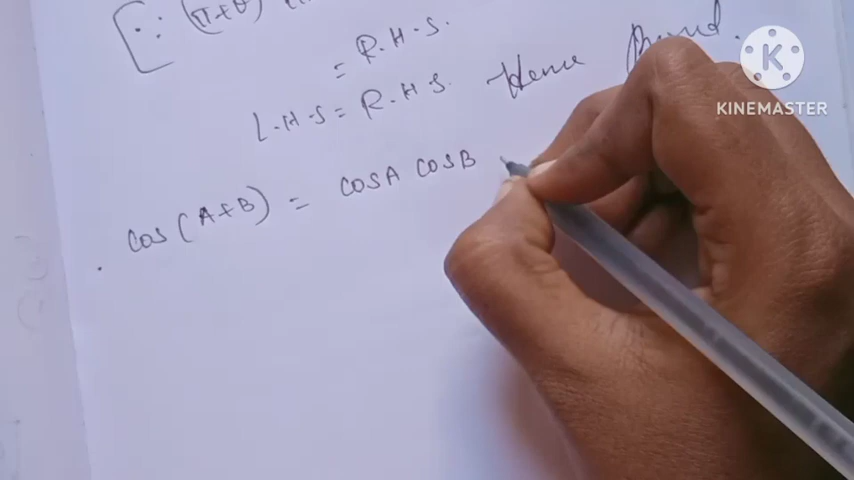 [∵ (π+θ)
= R.H.S.
L.H.S = R.H.S. Hence Proved.
cos(A+B) = cosA cosB
KINEMASTER